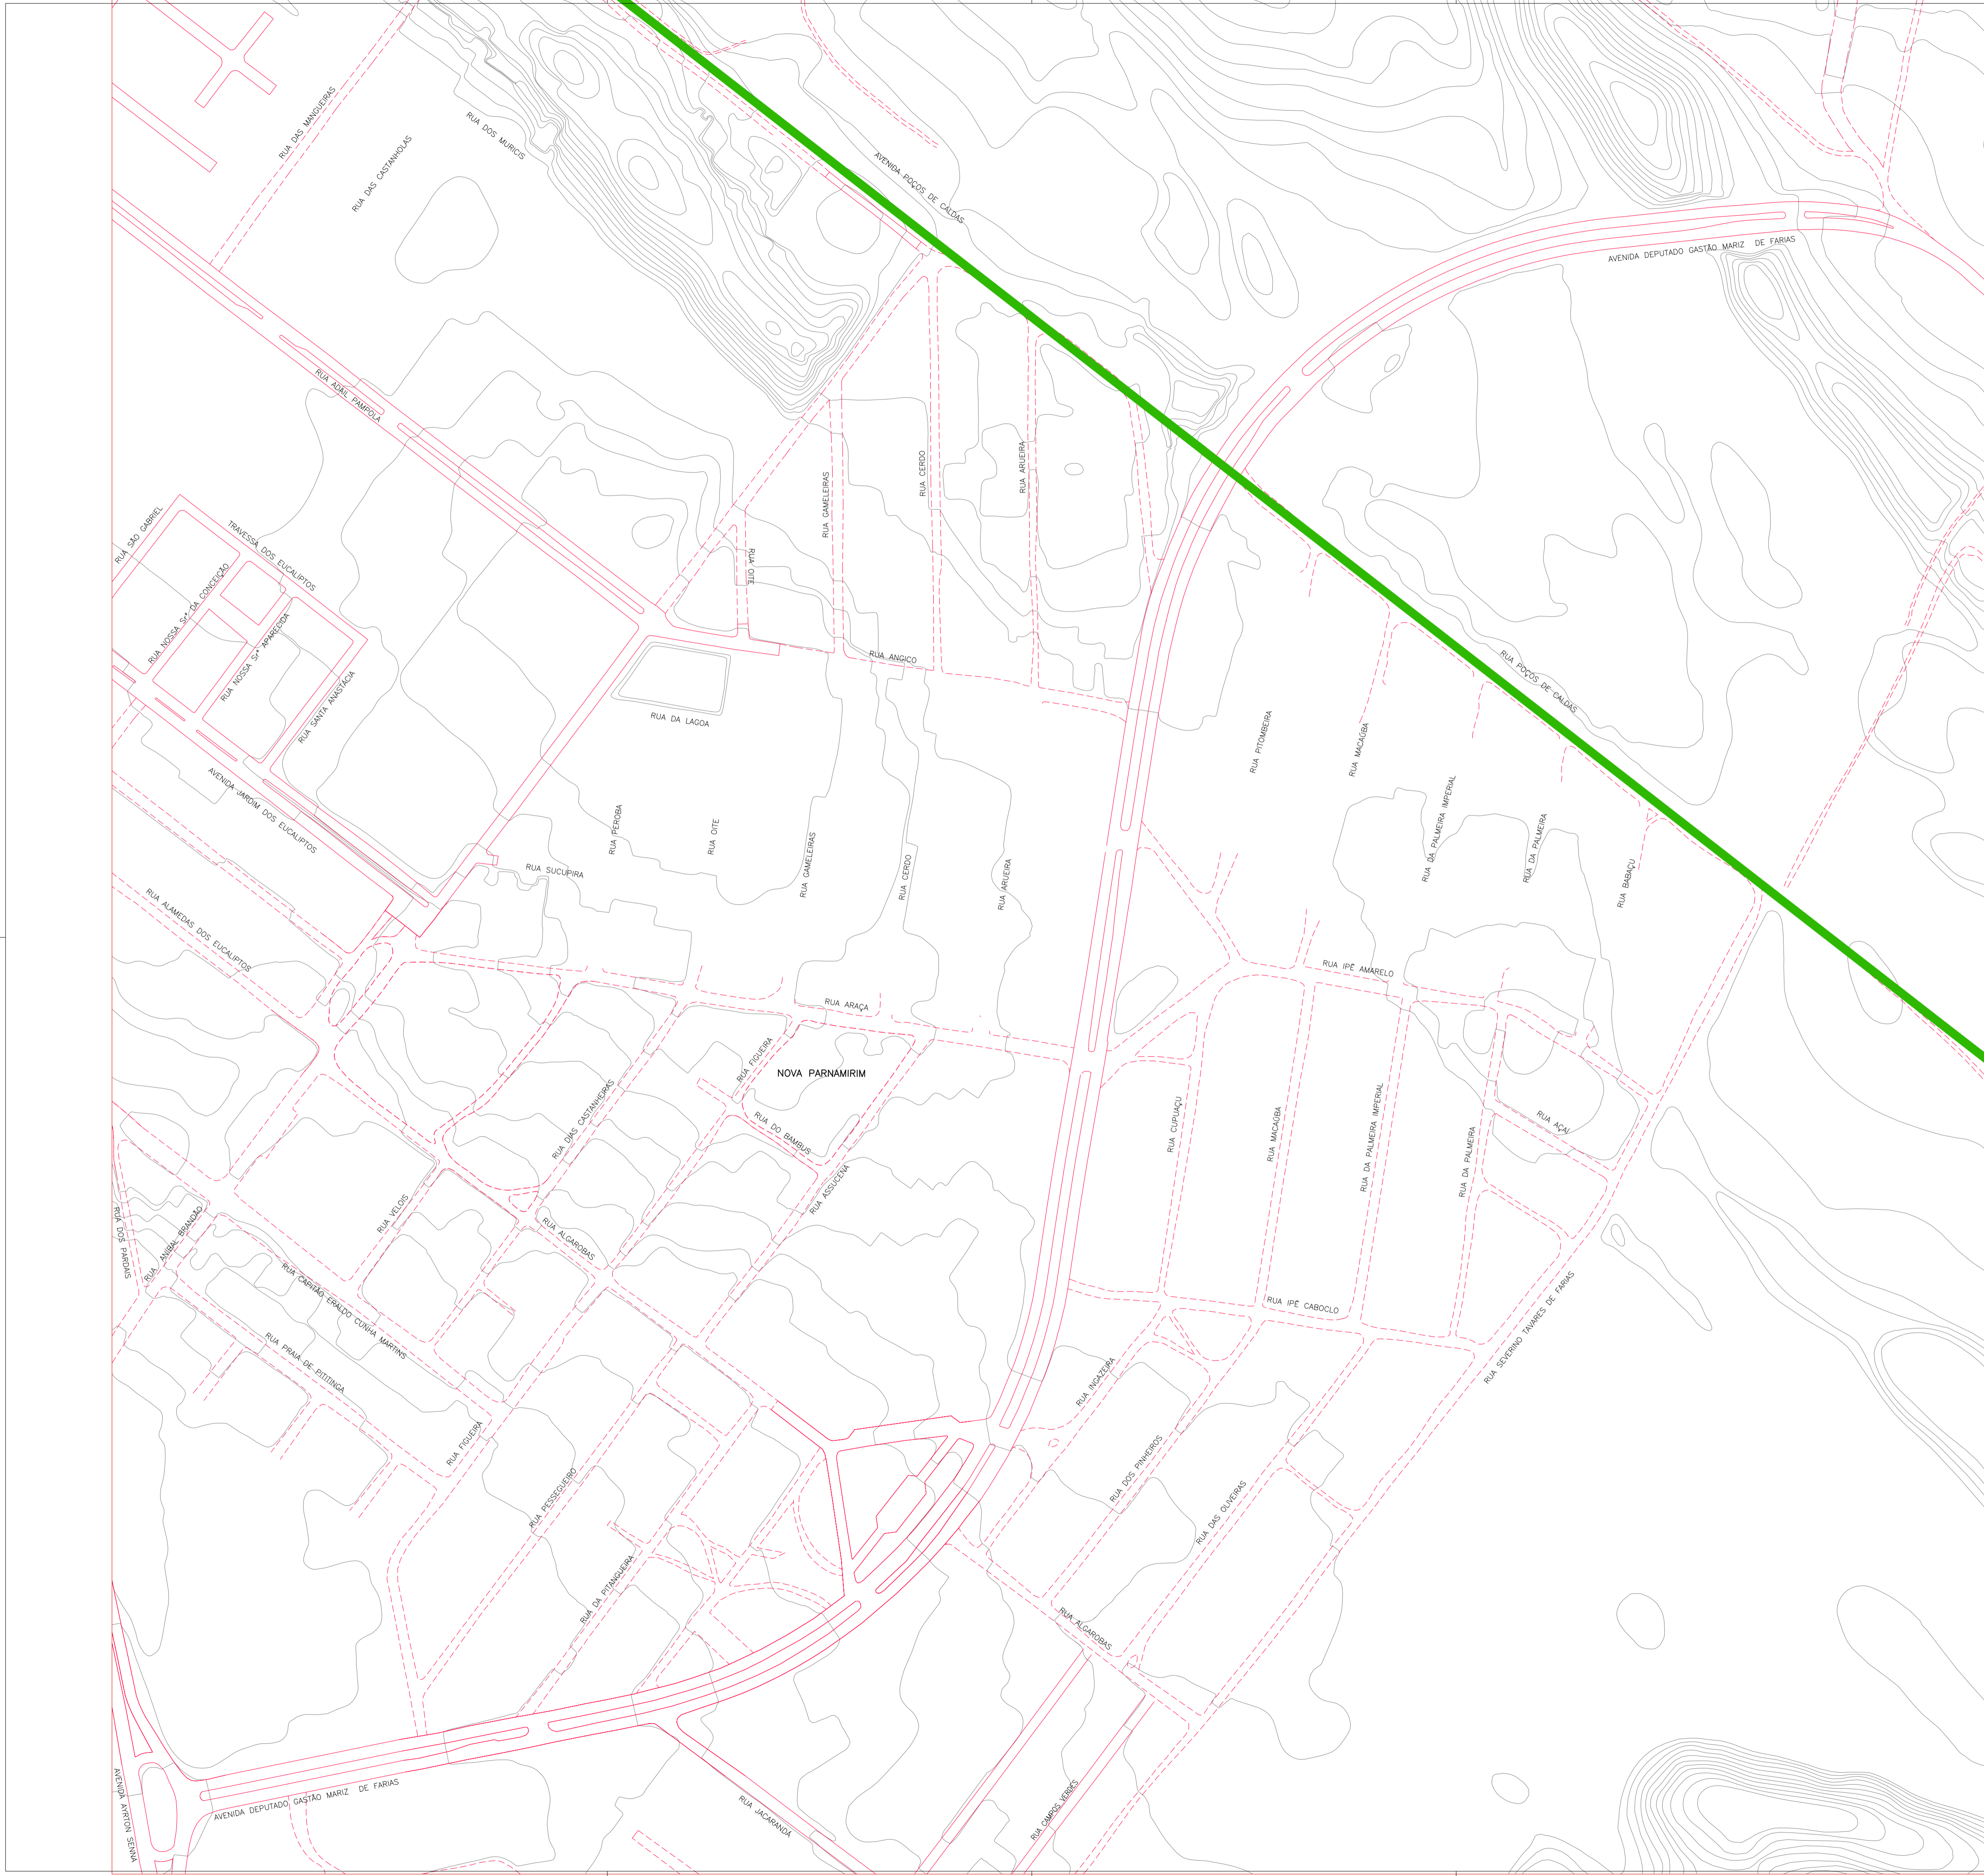 RUA DAS MANGUEIRAS
RUA DAS CASTANHOLAS
RUA DOS MURICIS
AVENIDA POÇOS DE CALDAS
AVENIDA DEPUTADO GASTÃO MARIZ DE FARIAS
RUA ADAIL PAMPOLA
RUA SÃO GABRIEL
TRAVESSA DOS EUCALIPTOS
RUA NOSSA Srª DA CONCEIÇÃO
RUA NOSSA Srª APARECIDA
RUA SANTA ANASTÁCIA
AVENIDA JARDIM DOS EUCALIPTOS
RUA ALAMEDAS DOS EUCALIPTOS
RUA GAMELEIRAS
RUA CERDO
RUA ARUEIRA
RUA OITE
RUA ANGICO
RUA DA LAGOA
RUA POÇOS DE CALDAS
RUA PITOMBEIRA
RUA MACAÚBA
RUA DA PALMEIRA IMPERIAL
RUA DA PALMEIRA
RUA BABAÇU
RUA PEROBA
RUA OITE
RUA GAMELEIRAS
RUA CERDO
RUA ARUEIRA
RUA SUCUPIRA
RUA IPÊ AMARELO
RUA ARAÇA
RUA FIGUEIRA
NOVA PARNAMIRIM
RUA DIAS CASTANHEIRAS
RUA DO BAMBUS
RUA ASSUCENA
RUA CUPUAÇU
RUA MACAÚBA
RUA DA PALMEIRA IMPERIAL
RUA DA PALMEIRA
RUA AÇAI
RUA DOS PARDAIS
RUA ANIBAL BRANDÃO
RUA VELOIS
RUA ALGAROBAS
RUA CAPITÃO ERALDO CUNHA MARTINS
RUA PRAIA DE PITITINGA
RUA IPÊ CABOCLO
RUA SEVERINO TAVARES DE FARIAS
RUA INGAZEIRA
RUA FIGUEIRA
RUA PESSEGUEIRO
RUA DOS PINHEIROS
RUA DAS OLIVEIRAS
RUA DA PITANGUEIRA
RUA ALGAROBAS
AVENIDA AYRTON SENNA
AVENIDA DEPUTADO GASTÃO MARIZ DE FARIAS
RUA JACARANDA
RUA CAMPOS VERDES